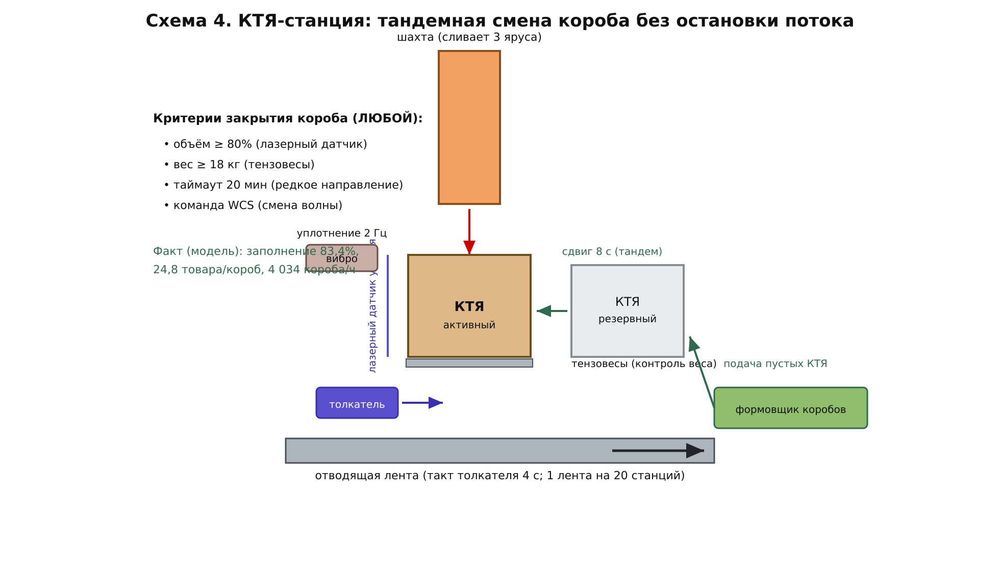 Схема 4. КТЯ-станция: тандемная смена короба без остановки потока
шахта (сливает 3 яруса)
Критерии закрытия короба (ЛЮБОЙ):
• объём ≥ 80% (лазерный датчик)
• вес ≥ 18 кг (тензовесы)
• таймаут 20 мин (редкое направление)
• команда WCS (смена волны)
уплотнение 2 Гц
Факт (модель): заполнение 83,4%,
24,8 товара/короб, 4 034 короба/ч
вибро
лазерный датчик
сдвиг 8 с (тандем)
КТЯ
активный
КТЯ
резервный
тензовесы (контроль веса)
подача пустых КТЯ
толкатель
формовщик коробов
отводящая лента (такт толкателя 4 с; 1 лента на 20 станций)